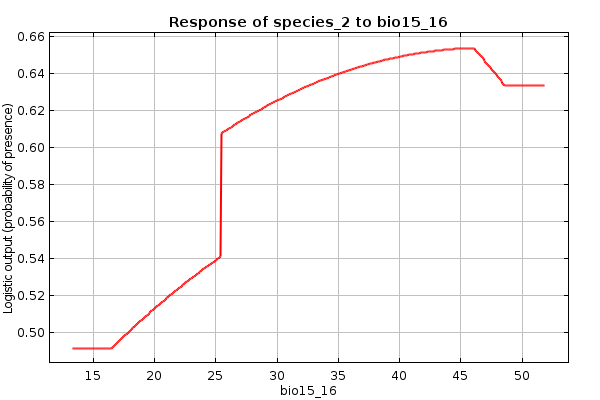 Response of species_2 to bio15_16
Logistic output (probability of presence)
0.66
0.64
0.62
0.60
0.58
0.56
0.54
0.52
0.50
15 20 25 30 35 40 45 50
bio15_16